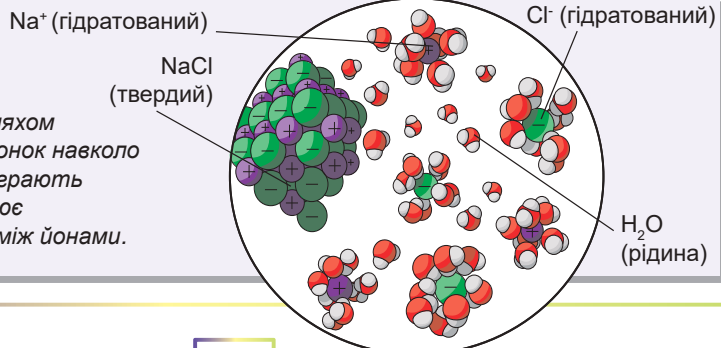 Na⁺ (гідратований)
Cl⁻ (гідратований)
NaCl
(твердий)
H₂O
(рідина)
яхом
онок навколо
ерають
оє
між йонами.